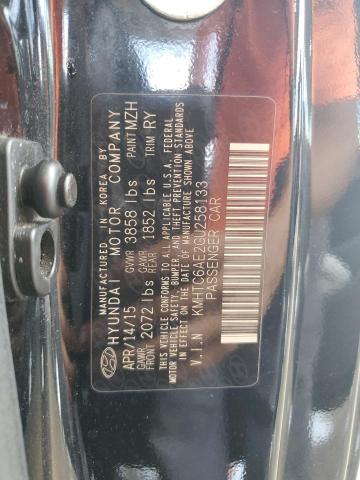 MANUFACTURED IN KOREA BY
HYUNDAI MOTOR COMPANY
APR/14/15 GVWR 3858 lbs PAINT MZH
GAWR FRONT 2072 lbs GAWR REAR 1852 lbs TRIM RY
THIS VEHICLE CONFORMS TO ALL APPLICABLE U.S.A. FEDERAL
MOTOR VEHICLE SAFETY, BUMPER, AND THEFT PREVENTION STANDARDS
IN EFFECT ON THE DATE OF MANUFACTURE SHOWN ABOVE
V.I.N KMHTC6AE2GU258133
PASSENGER CAR